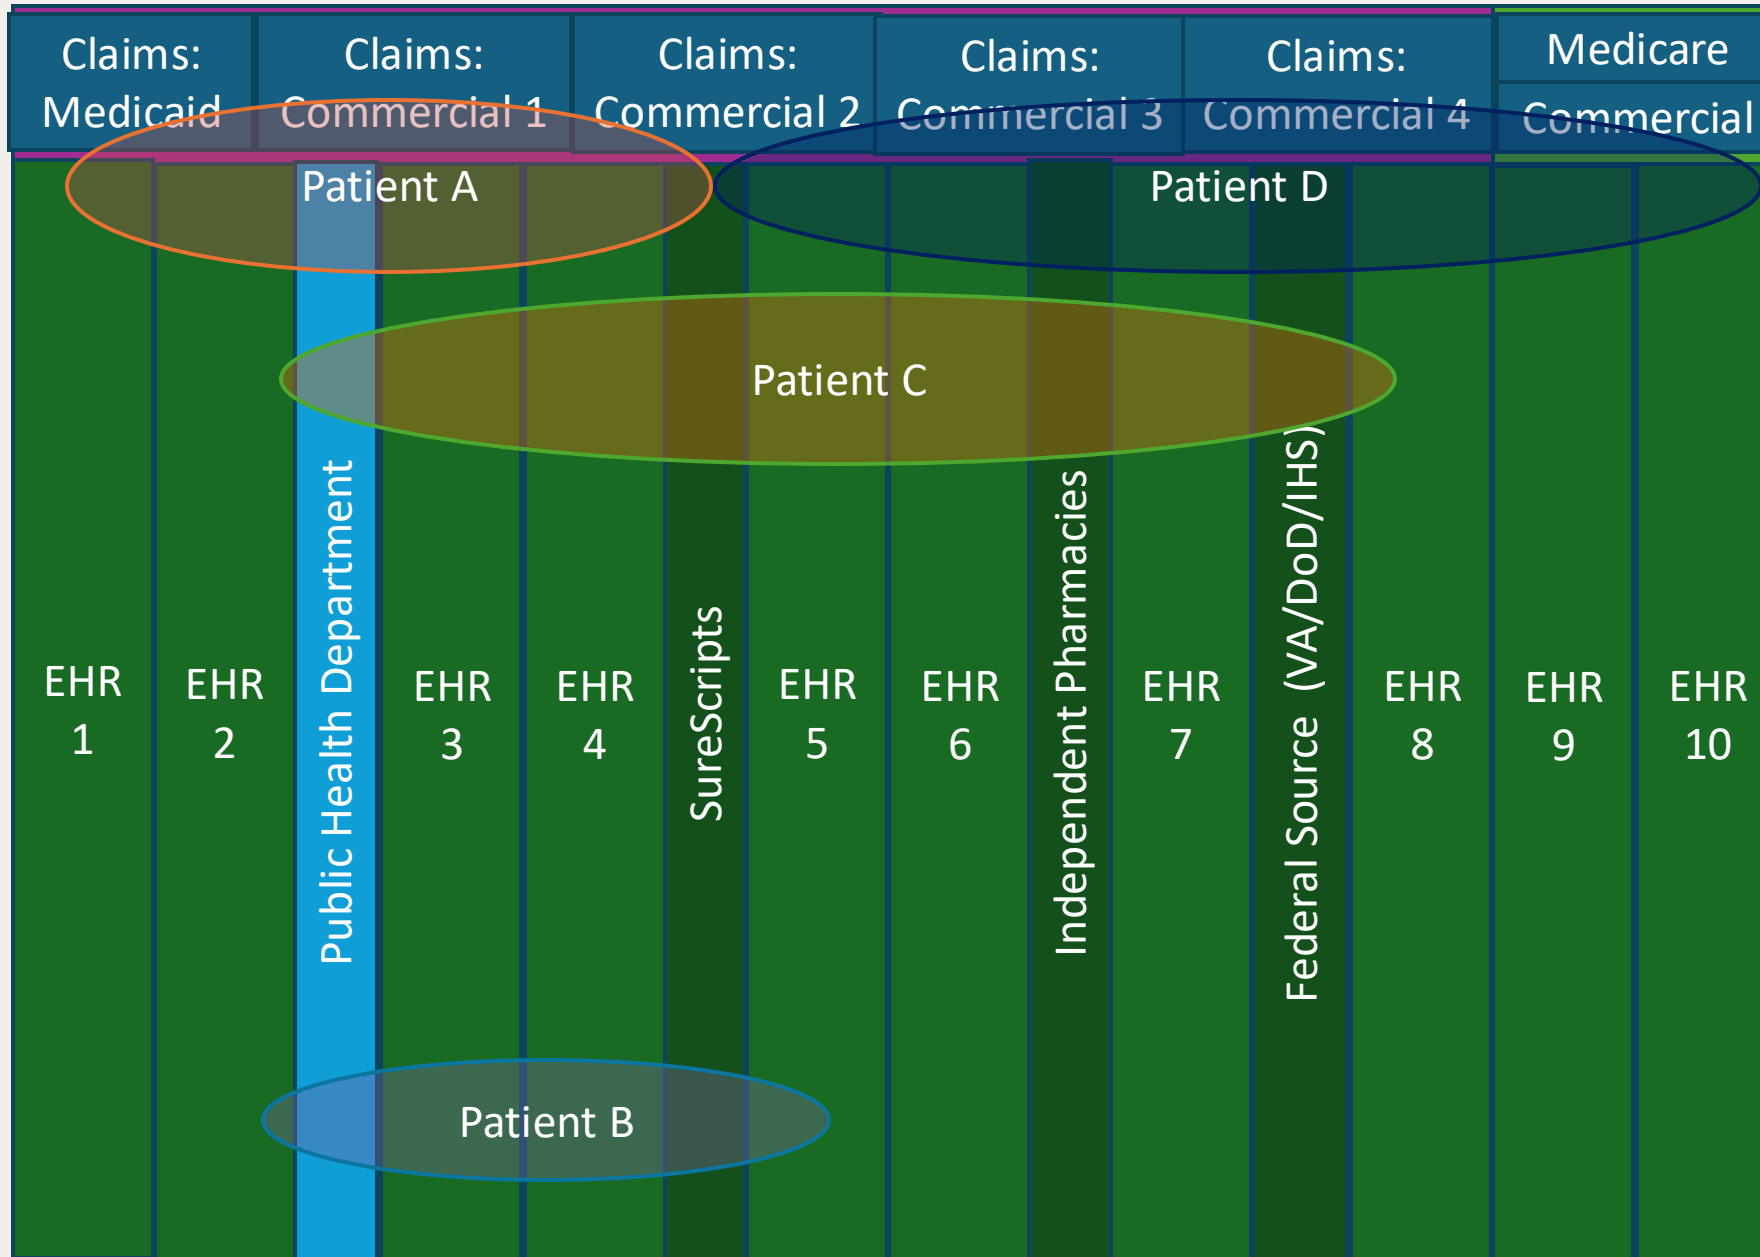 Claims:
Medicaid
Claims:
Commercial 1
Claims:
Commercial 2
Claims:
Commercial 3
Claims:
Commercial 4
Medicare
Commercial
Patient A
Patient D
Patient C
EHR
1
EHR
2
Public Health Department
EHR
3
EHR
4
SureScripts
EHR
5
EHR
6
Independent Pharmacies
EHR
7
Federal Source (VA/DoD/IHS)
EHR
8
EHR
9
EHR
10
Patient B